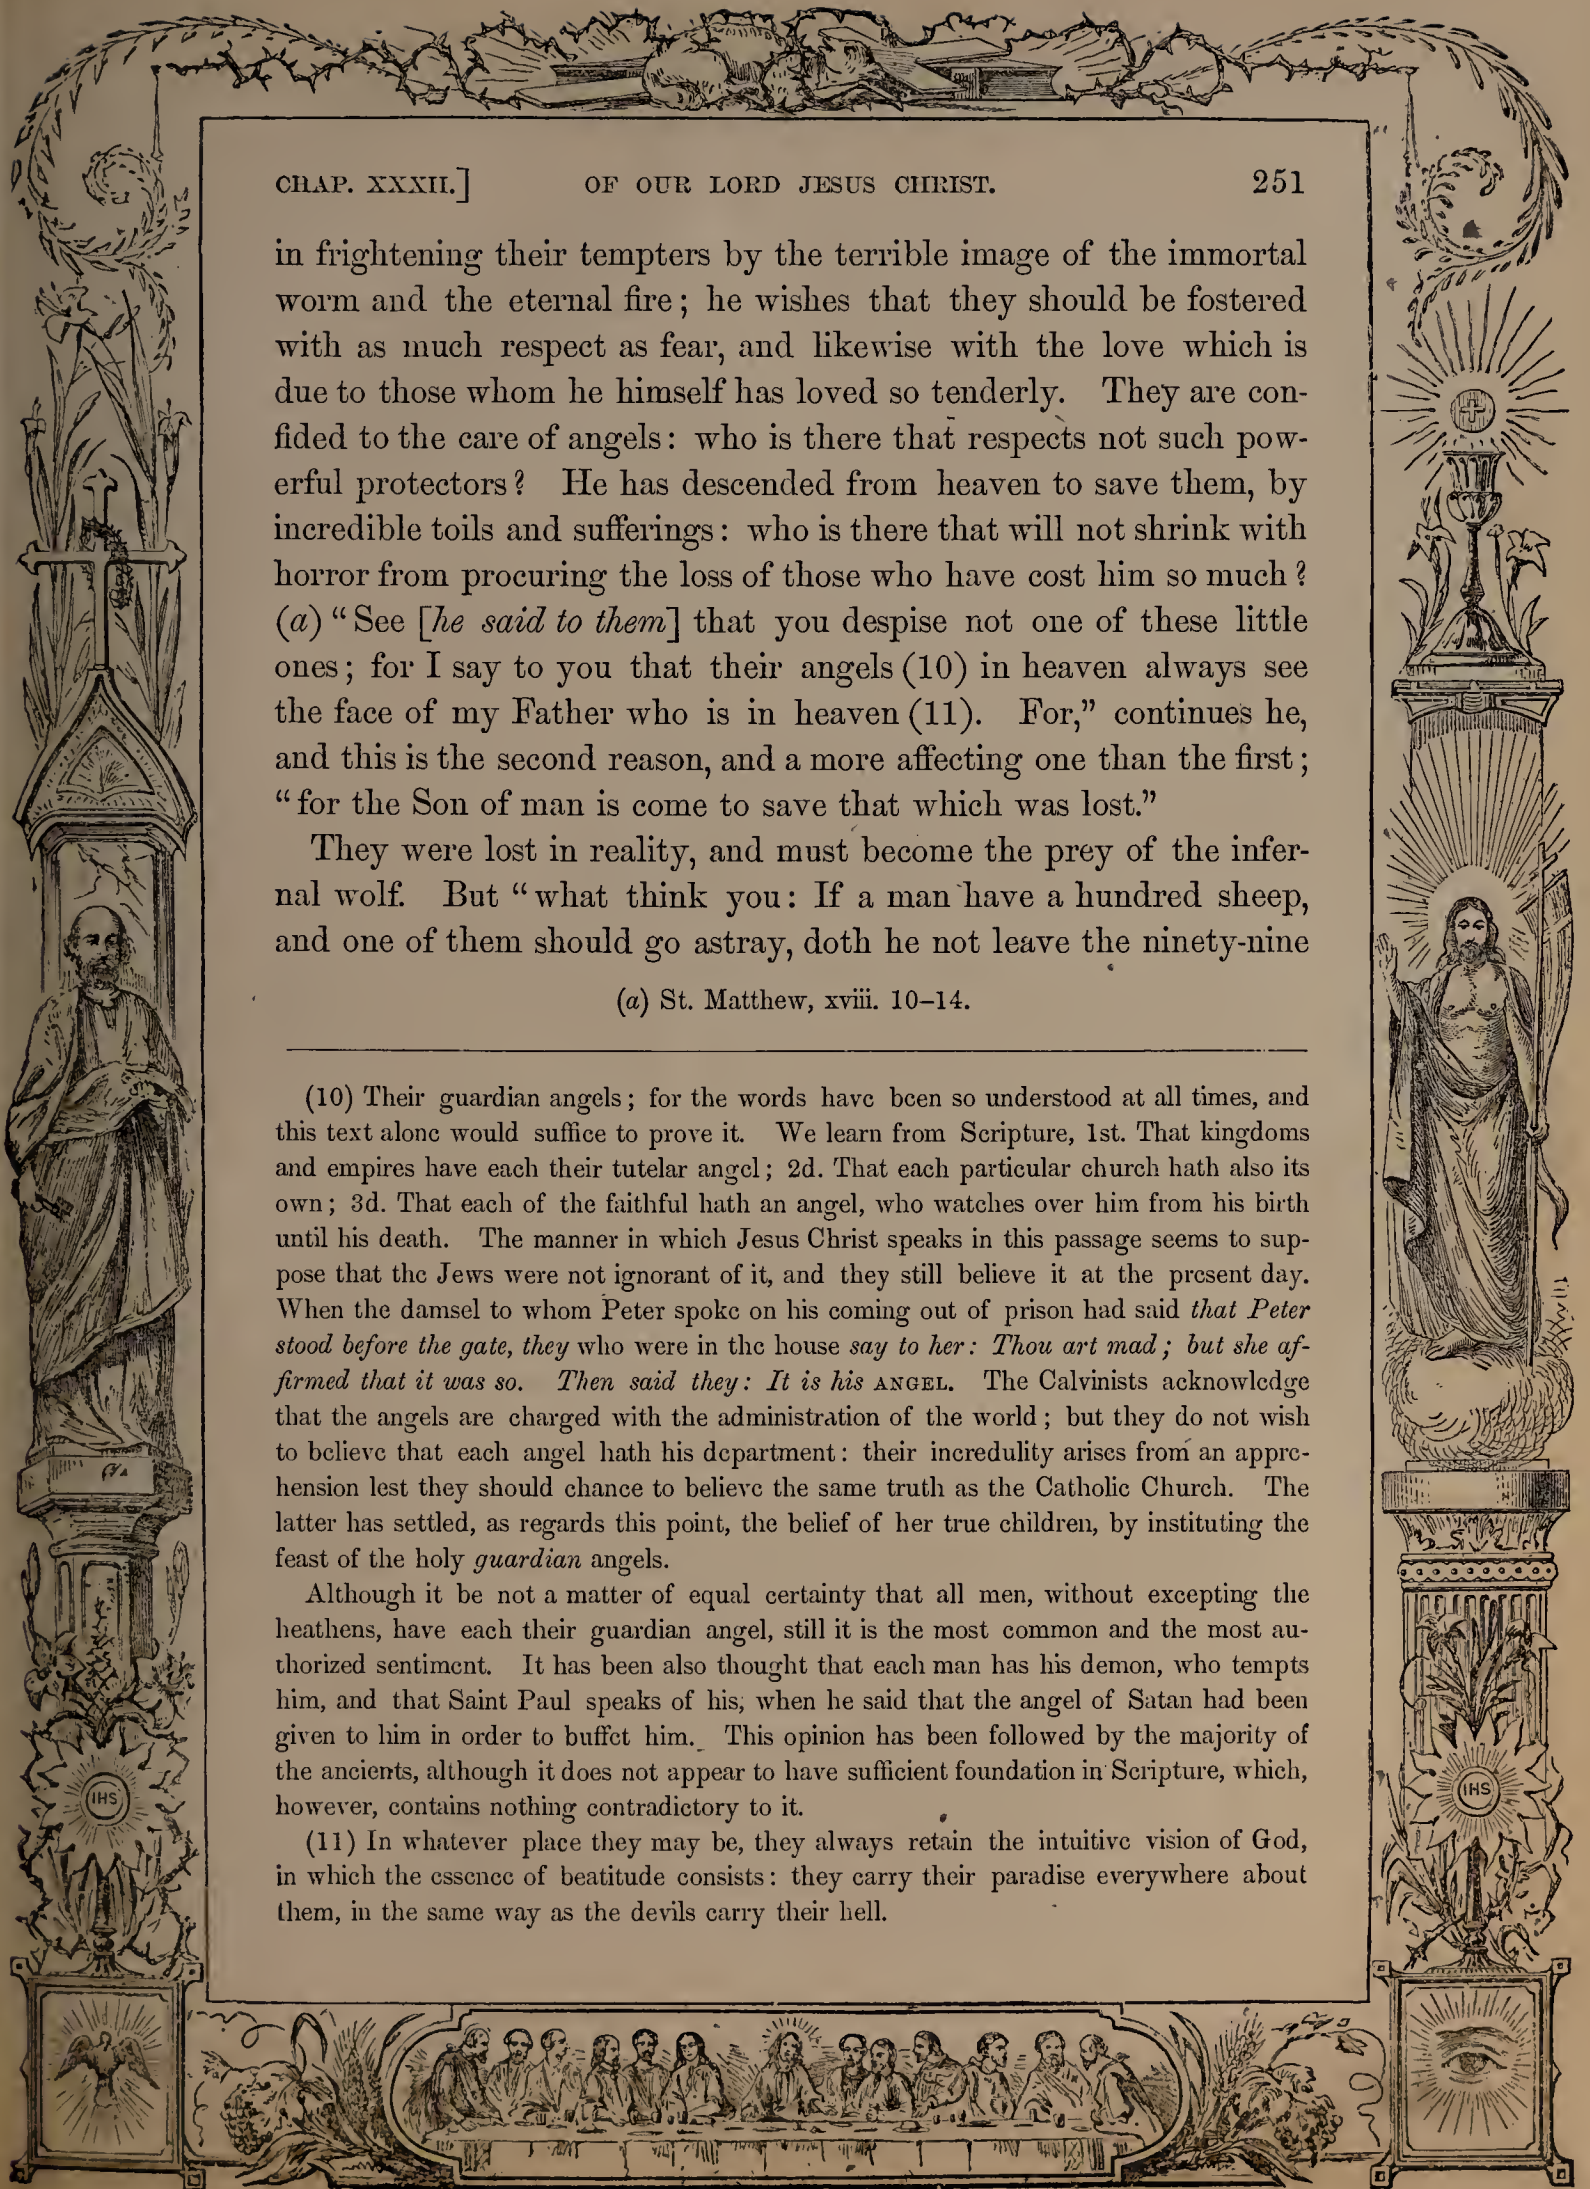 CHAP. XXXII.] OF OUR LORD JESUS CHRIST. 251
in frightening their tempters by the terrible image of the immortal
worm and the eternal fire; he wishes that they should be fostered
with as much respect as fear, and likewise with the love which is
due to those whom he himself has loved so tenderly. They are con-
fided to the care of angels: who is there that respects not such pow-
erful protectors? He has descended from heaven to save them, by
incredible toils and sufferings: who is there that will not shrink with
horror from procuring the loss of those who have cost him so much?
(a) “See [he said to them] that you despise not one of these little
ones; for I say to you that their angels (10) in heaven always see
the face of my Father who is in heaven (11). For,” continues he,
and this is the second reason, and a more affecting one than the first;
“for the Son of man is come to save that which was lost.”
They were lost in reality, and must become the prey of the infer-
nal wolf. But “what think you: If a man have a hundred sheep,
and one of them should go astray, doth he not leave the ninety-nine
(a) St. Matthew, xviii. 10–14.
(10) Their guardian angels; for the words have been so understood at all times, and
this text alone would suffice to prove it. We learn from Scripture, 1st. That kingdoms
and empires have each their tutelar angel; 2d. That each particular church hath also its
own; 3d. That each of the faithful hath an angel, who watches over him from his birth
until his death. The manner in which Jesus Christ speaks in this passage seems to sup-
pose that the Jews were not ignorant of it, and they still believe it at the present day.
When the damsel to whom Peter spoke on his coming out of prison had said that Peter
stood before the gate, they who were in the house say to her: Thou art mad; but she af-
firmed that it was so. Then said they: It is his ANGEL. The Calvinists acknowledge
that the angels are charged with the administration of the world; but they do not wish
to believe that each angel hath his department: their incredulity arises from an appre-
hension lest they should chance to believe the same truth as the Catholic Church. The
latter has settled, as regards this point, the belief of her true children, by instituting the
feast of the holy guardian angels.
Although it be not a matter of equal certainty that all men, without excepting the
heathens, have each their guardian angel, still it is the most common and the most au-
thorized sentiment. It has been also thought that each man has his demon, who tempts
him, and that Saint Paul speaks of his, when he said that the angel of Satan had been
given to him in order to buffet him. This opinion has been followed by the majority of
the ancients, although it does not appear to have sufficient foundation in Scripture, which,
however, contains nothing contradictory to it.
(11) In whatever place they may be, they always retain the intuitive vision of God,
in which the essence of beatitude consists: they carry their paradise everywhere about
them, in the same way as the devils carry their hell.
IHS
IHS